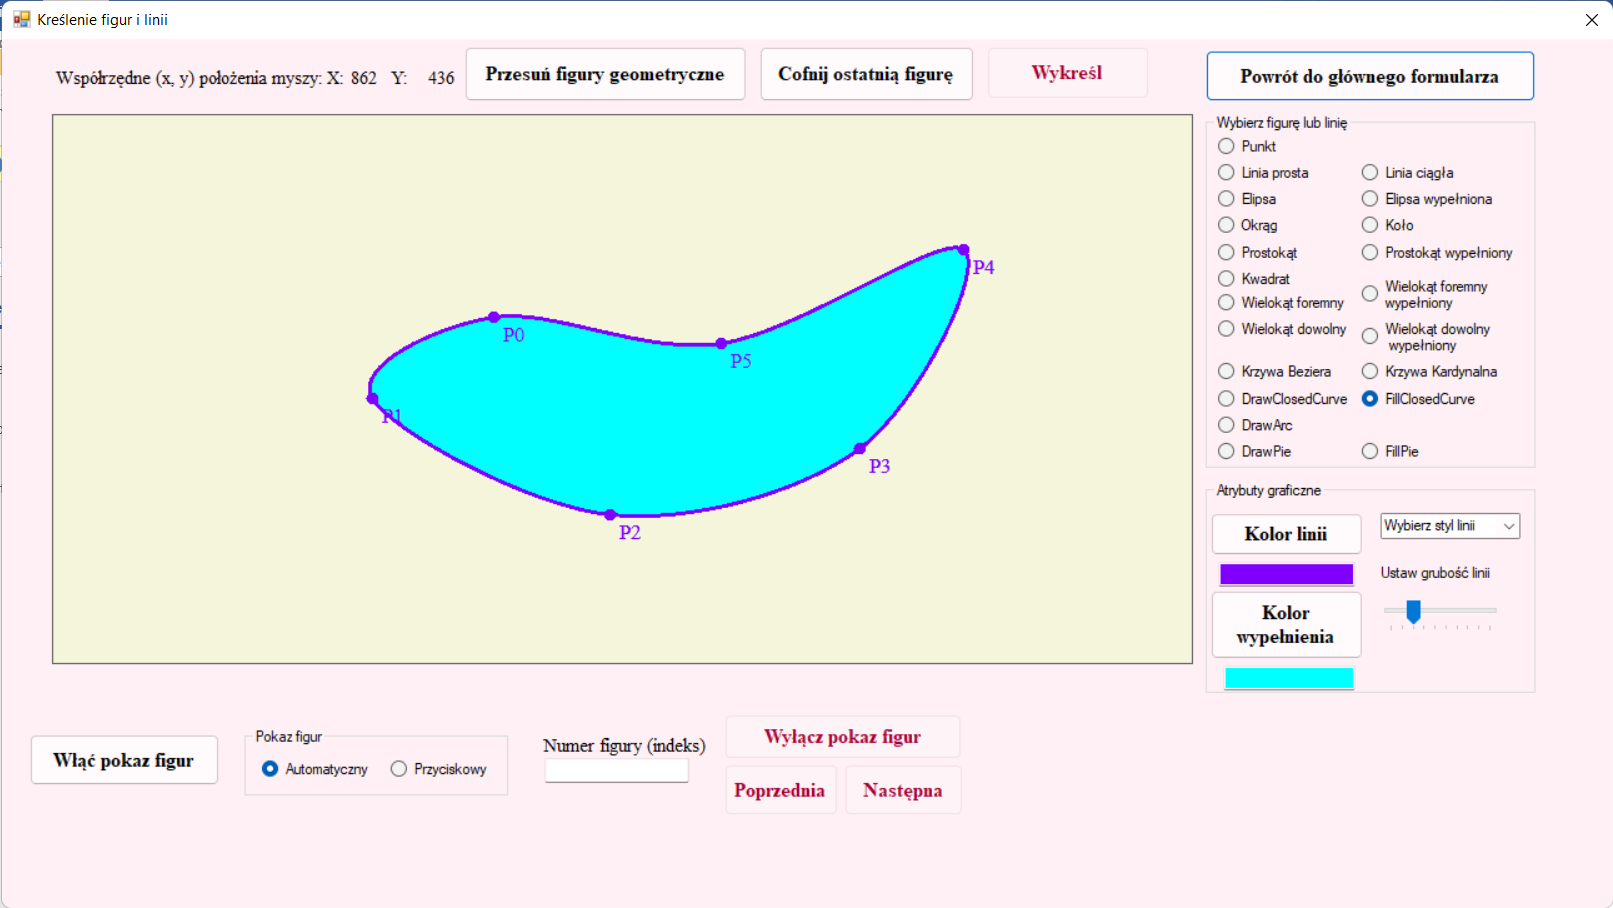 Kreślenie figur i linii
Współrzędne (x, y) położenia myszy: X: 862 Y: 436
Przesuń figury geometryczne
Cofnij ostatnią figurę
Wykreśl
Powrót do głównego formularza
Wybierz figurę lub linię
Punkt
Linia prosta
Linia ciągła
Elipsa
Elipsa wypełniona
Okrąg
Koło
Prostokąt
Prostokąt wypełniony
Kwadrat
Wielokąt foremny
Wielokąt foremny
wypełniony
Wielokąt dowolny
Wielokąt dowolny
wypełniony
Krzywa Beziera
Krzywa Kardynalna
DrawClosedCurve
FillClosedCurve
DrawArc
DrawPie
FillPie
P4
P0
P5
P1
P3
P2
Atrybuty graficzne
Kolor linii
Wybierz styl linii
Ustaw grubość linii
Kolor
wypełnienia
Włąć pokaz figur
Pokaz figur
Automatyczny
Przyciskowy
Numer figury (indeks)
Wyłącz pokaz figur
Poprzednia
Następna